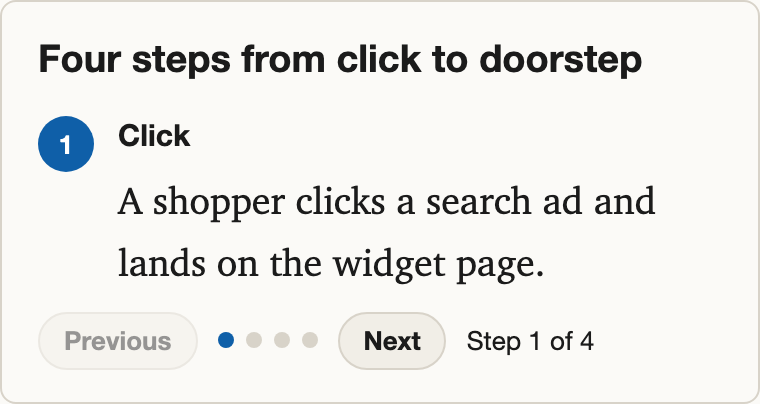 Four steps from click to doorstep
1 Click
A shopper clicks a search ad and
lands on the widget page.
Previous Next Step 1 of 4